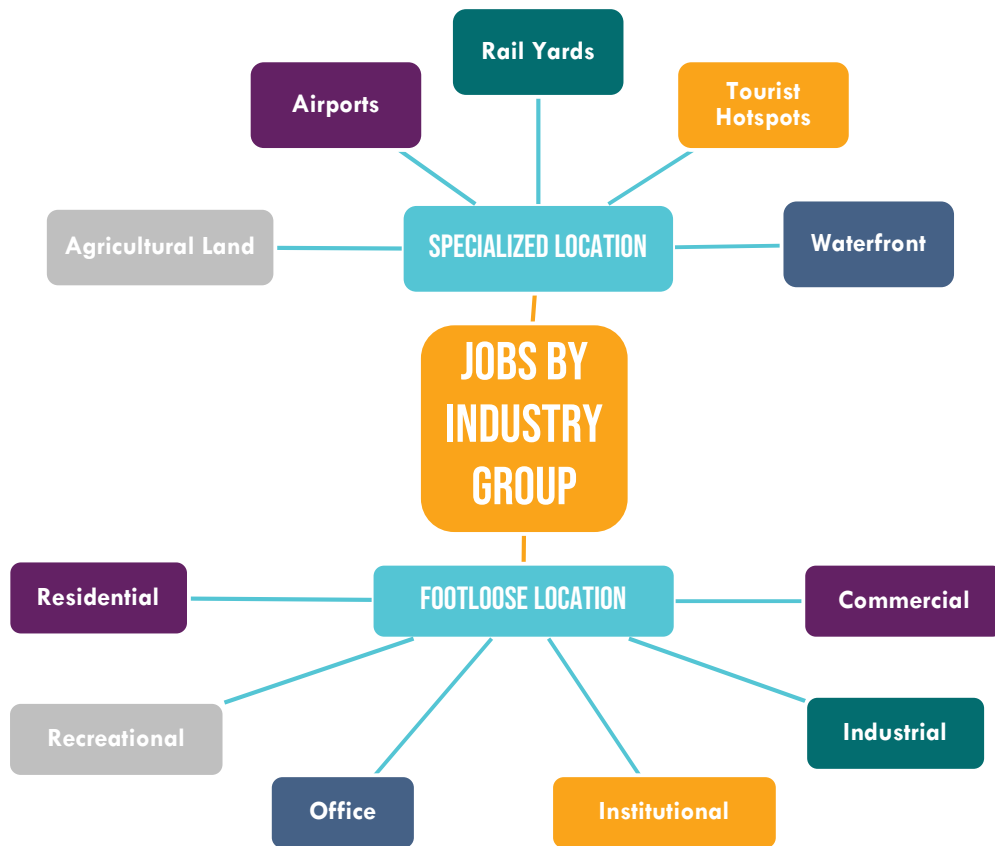 Rail Yards
Airports
Tourist
Hotspots
Agricultural Land
SPECIALIZED LOCATION
Waterfront
JOBS BY
INDUSTRY
GROUP
Residential
FOOTLOOSE LOCATION
Commercial
Recreational
Industrial
Office
Institutional